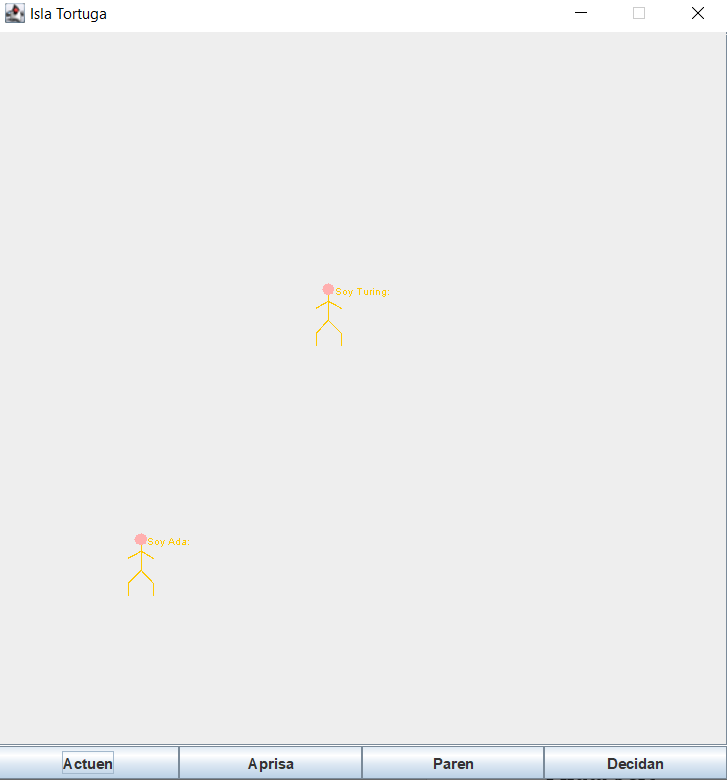 Isla Tortuga
Soy Turing:
Soy Ada:
Actuen Aprisa Paren Decidan